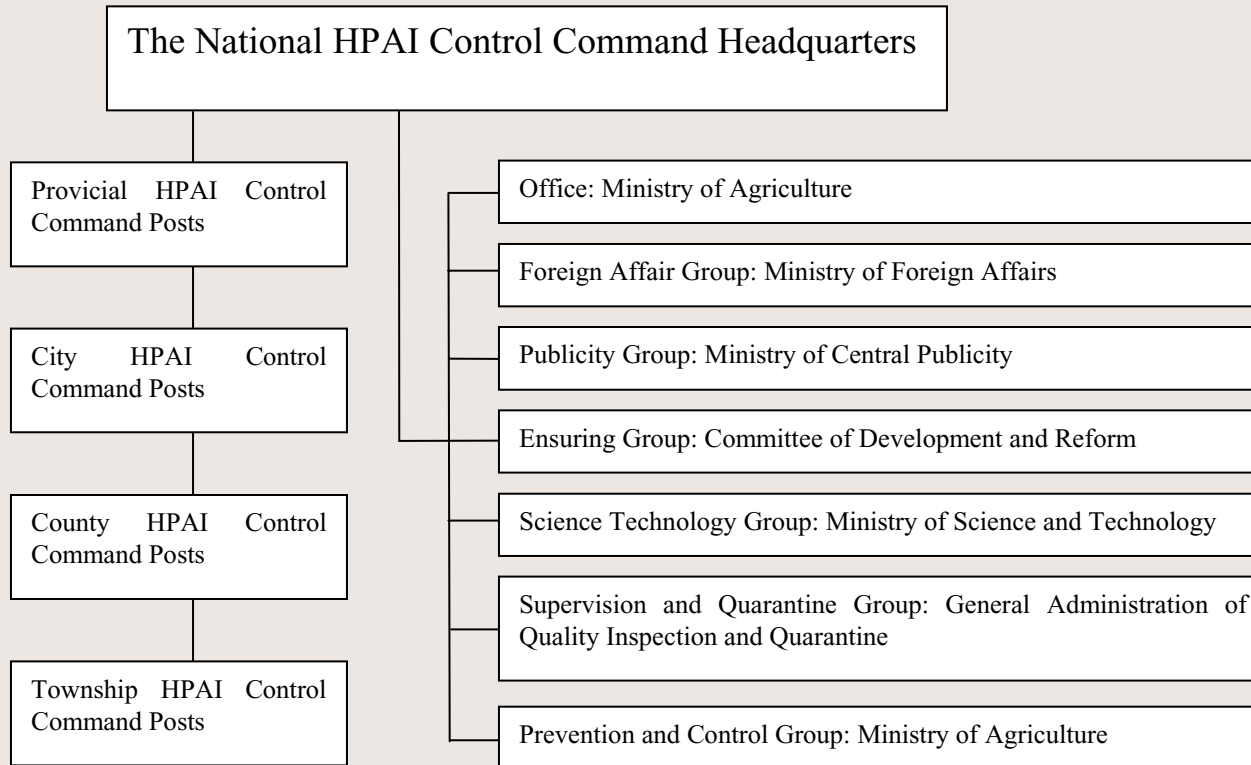 The National HPAI Control Command Headquarters
Provicial HPAI Control
Command Posts
City HPAI Control
Command Posts
County HPAI Control
Command Posts
Township HPAI Control
Command Posts
Office: Ministry of Agriculture
Foreign Affair Group: Ministry of Foreign Affairs
Publicity Group: Ministry of Central Publicity
Ensuring Group: Committee of Development and Reform
Science Technology Group: Ministry of Science and Technology
Supervision and Quarantine Group: General Administration of
Quality Inspection and Quarantine
Prevention and Control Group: Ministry of Agriculture